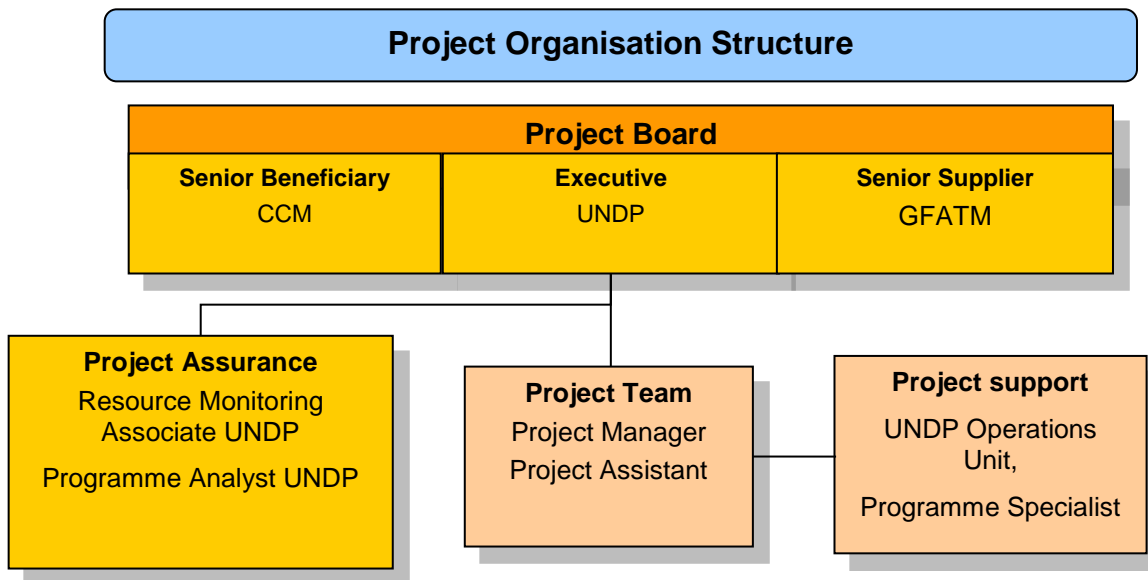 Project Organisation Structure
Project Board
Senior Beneficiary
CCM
Executive
UNDP
Senior Supplier
GFATM
Project Assurance
Resource Monitoring
Associate UNDP
Programme Analyst UNDP
Project Team
Project Manager
Project Assistant
Project support
UNDP Operations
Unit,
Programme Specialist